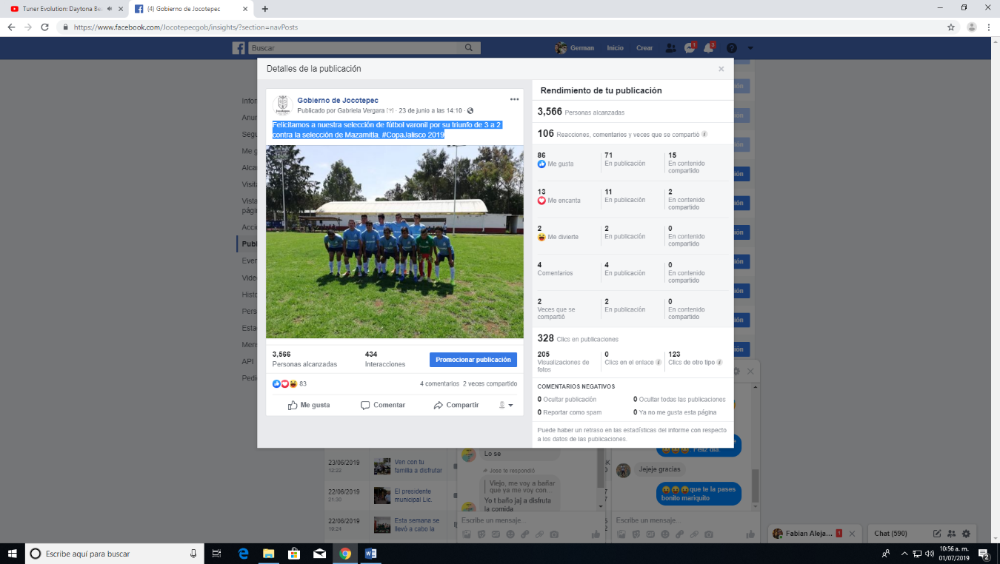 Tuner Evolution: Daytona Be
(4) Gobierno de Jocotepec
https://www.facebook.com/Jocotepecgob/insights/?section=navPosts
Buscar
German Inicio Crear
1
3
Detalles de la publicación
Gobierno de Jocotepec
Publicado por Gabriela Vergara [?] · 23 de junio a las 14:10 ·
Felicitamos a nuestra selección de fútbol varonil por su triunfo de 3 a 2
contra la selección de Mazamitla. #CopaJalisco 2019
3,566
Personas alcanzadas
434
Interacciones
Promocionar publicación
83
4 comentarios 2 veces compartido
Me gusta Comentar Compartir
Rendimiento de tu publicación
3,566 Personas alcanzadas
106 Reacciones, comentarios y veces que se compartió
86
Me gusta
71
En publicación
15
En contenido
compartido
13
Me encanta
11
En publicación
2
En contenido
compartido
2
Me divierte
2
En publicación
0
En contenido
compartido
4
Comentarios
4
En publicación
0
En contenido
compartido
2
Veces que se
compartió
2
En publicación
0
En contenido
compartido
328 Clics en publicaciones
205
Visualizaciones de
fotos
0
Clics en el enlace
123
Clics de otro tipo
COMENTARIOS NEGATIVOS
0 Ocultar publicación
0 Ocultar todas las publicaciones
0 Reportar como spam
0 Ya no me gusta esta página
Puede haber un retraso en las estadísticas del informe con respecto
a los datos de las publicaciones.
Infor
Anur
Segu
Me g
Alca
Visita
Vista
págin
Acci
Publ
Ever
Video
Histo
Pers
Esta
Mens
API
Pedi
23/06/2019
12:22
Ven con tu
familia a disfrutar
22/06/2019
21:30
El presidente
municipal Lic.
22/06/2019
19:24
Esta semana se
llevó a cabo la
Lo se
Jose te respondió
Viejo, me voy a bañar
que ya me voy con...
Yo t baño jaj a disfruta
la comida
Escribe un mensaje...
Feliz día.
Jejeje gracias
que te la pases
bonito mariquito
Escribe un mensaje...
Fabian Aleja... 1
Chat (590)
Escribe aquí para buscar
10:56 a. m.
01/07/2019
2